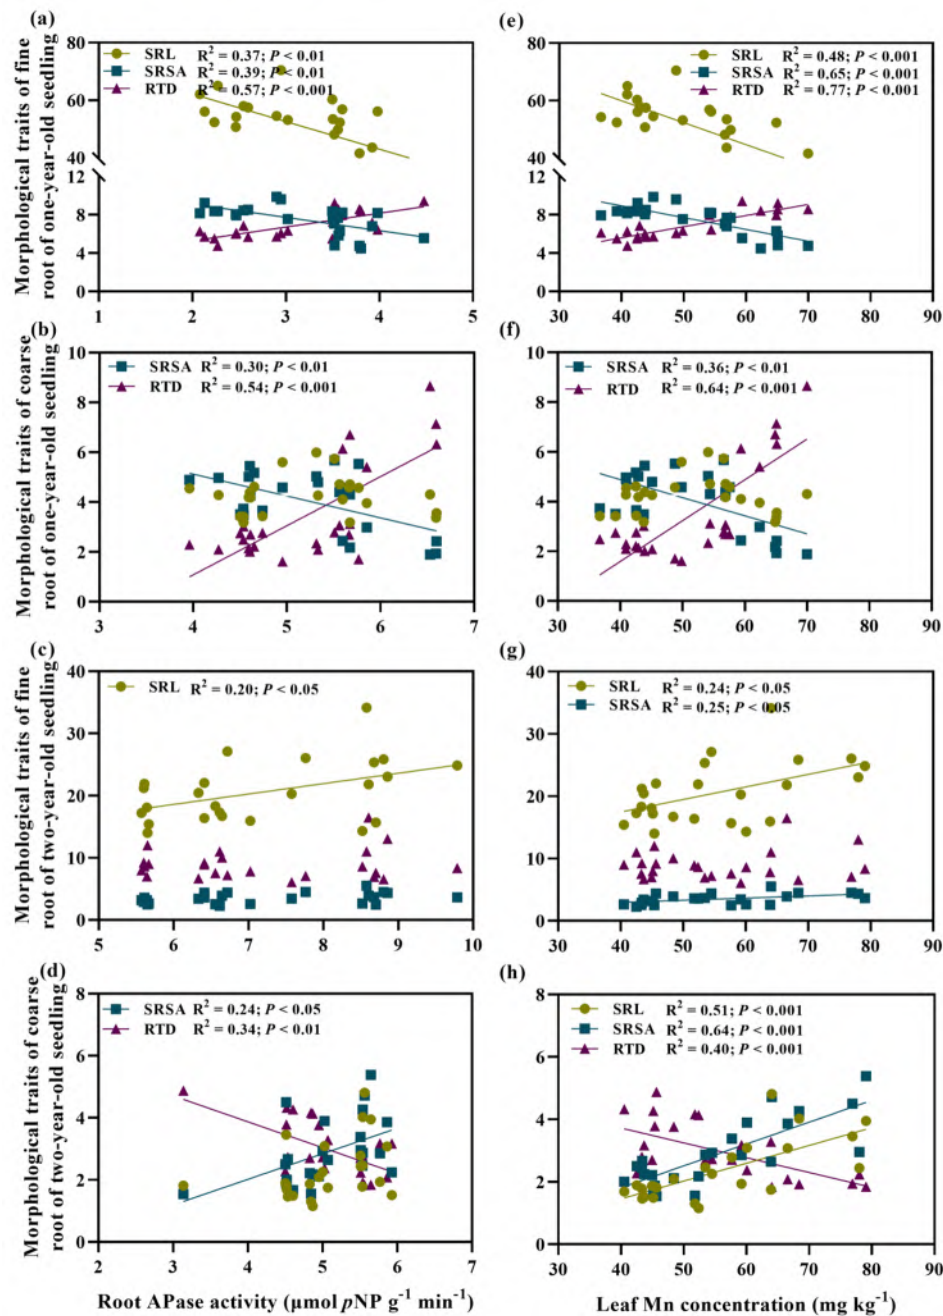 (a)
SRL R² = 0.37; P < 0.01
SRSA R² = 0.39; P < 0.01
RTD R² = 0.57; P < 0.001
80
60
40
12
8
4
0
1 2 3 4 5
Morphological traits of fine
root of one-year-old seedling
(e)
SRL R² = 0.48; P < 0.001
SRSA R² = 0.65; P < 0.001
RTD R² = 0.77; P < 0.001
80
60
40
12
8
4
0
30 40 50 60 70 80 90
(b)
SRSA R² = 0.30; P < 0.01
RTD R² = 0.54; P < 0.001
10
8
6
4
2
0
3 4 5 6 7
Morphological traits of coarse
root of one-year-old seedling
(f)
SRSA R² = 0.36; P < 0.01
RTD R² = 0.64; P < 0.001
10
8
6
4
2
0
30 40 50 60 70 80 90
(c)
SRL R² = 0.20; P < 0.05
40
30
20
10
0
5 6 7 8 9 10
Morphological traits of fine
root of two-year-old seedling
(g)
SRL R² = 0.24; P < 0.05
SRSA R² = 0.25; P < 0.05
40
30
20
10
0
30 40 50 60 70 80 90
(d)
SRSA R² = 0.24; P < 0.05
RTD R² = 0.34; P < 0.01
8
6
4
2
0
2 3 4 5 6 7
Morphological traits of coarse
root of two-year-old seedling
(h)
SRL R² = 0.51; P < 0.001
SRSA R² = 0.64; P < 0.001
RTD R² = 0.40; P < 0.001
8
6
4
2
0
30 40 50 60 70 80 90
Root APase activity (μmol pNP g⁻¹ min⁻¹)
Leaf Mn concentration (mg kg⁻¹)